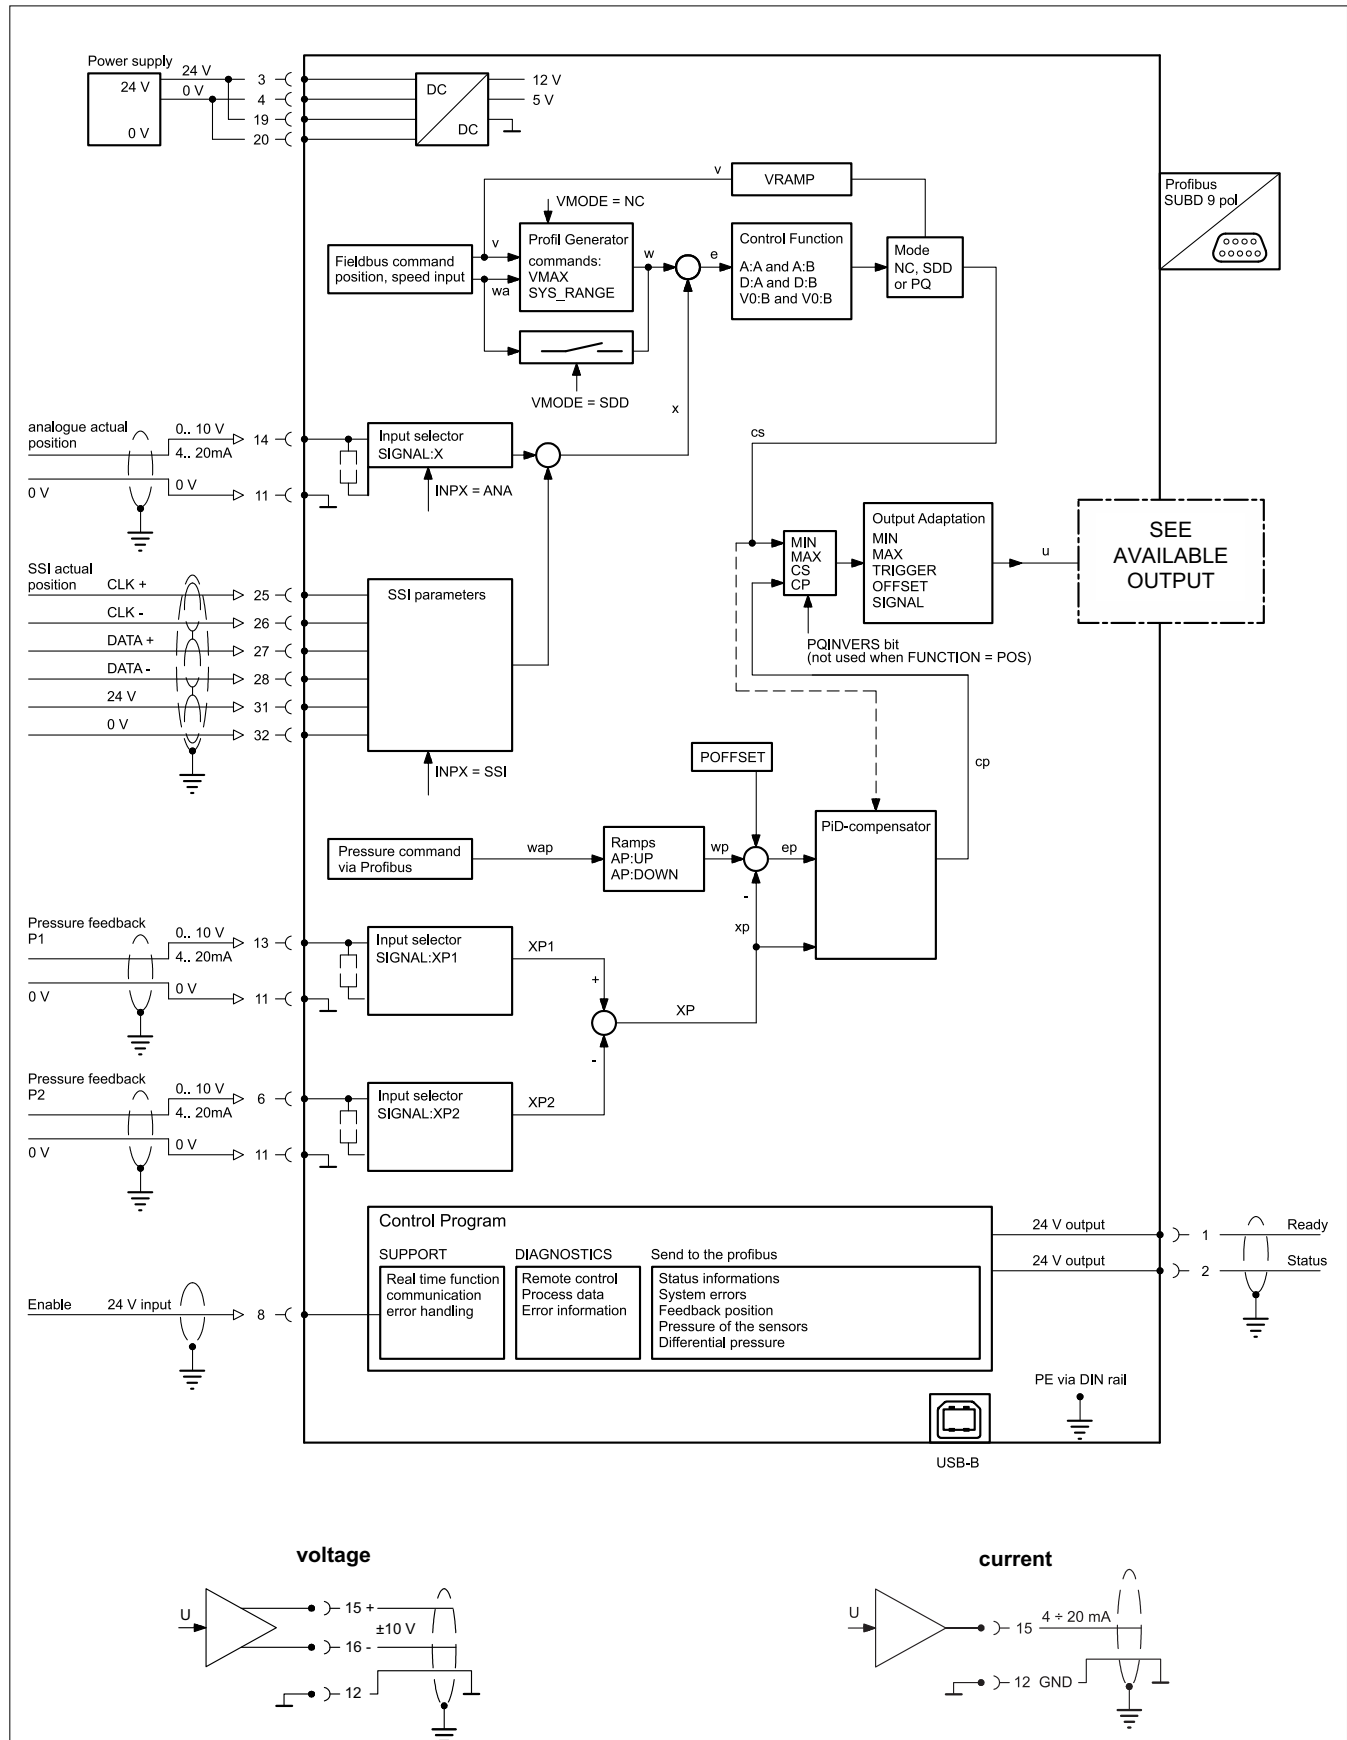 Power supply
24 V
0 V
24 V
0 V
3
4
19
20
DC
DC
12 V
5 V
Profibus
SUBD 9 pol
v
VRAMP
VMODE = NC
Fieldbus command
position, speed input
v
wa
Profil Generator
commands:
VMAX
SYS_RANGE
w
e
Control Function
A:A and A:B
D:A and D:B
V0:B and V0:B
Mode
NC, SDD
or PQ
VMODE = SDD
x
cs
analogue actual
position
0 V
0.. 10 V
4.. 20mA
0 V
14
11
Input selector
SIGNAL:X
INPX = ANA
MIN
MAX
CS
CP
Output Adaptation
MIN
MAX
TRIGGER
OFFSET
SIGNAL
u
SEE
AVAILABLE
OUTPUT
PQINVERS bit
(not used when FUNCTION = POS)
SSI actual
position
CLK +
CLK -
DATA +
DATA -
24 V
0 V
25
26
27
28
31
32
SSI parameters
INPX = SSI
POFFSET
cp
Pressure command
via Profibus
wap
Ramps
AP:UP
AP:DOWN
wp
ep
-
xp
PiD-compensator
Pressure feedback
P1
0 V
0.. 10 V
4.. 20mA
0 V
13
11
Input selector
SIGNAL:XP1
XP1
+
XP
-
Pressure feedback
P2
0 V
0.. 10 V
4.. 20mA
0 V
6
11
Input selector
SIGNAL:XP2
XP2
Control Program
SUPPORT
Real time function
communication
error handling
DIAGNOSTICS
Remote control
Process data
Error information
Send to the profibus
Status informations
System errors
Feedback position
Pressure of the sensors
Differential pressure
24 V output
1
Ready
24 V output
2
Status
Enable
24 V input
8
PE via DIN rail
USB-B
voltage
U
15 +
±10 V
16 -
12
current
U
15
4 ÷ 20 mA
12 GND